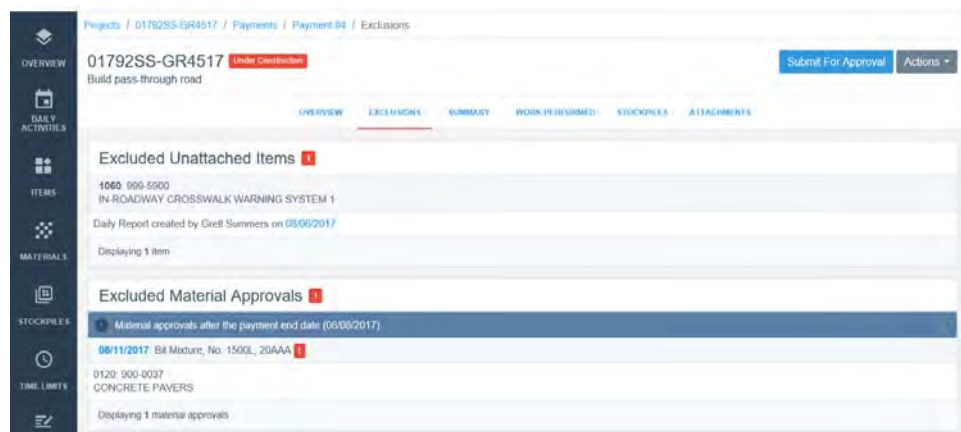 Projects / 01792SS-GR4517 / Payments / Payment 84 / Exclusions
OVERVIEW
01792SS-GR4517 Under Construction
Build pass-through road
Submit For Approval
Actions
DAILY ACTIVITIES
OVERVIEW EXCLUSIONS SUMMARY WORK PERFORMED STOCKPILES ATTACHMENTS
Excluded Unattached Items 1
ITEMS
1060: 999-5900
IN-ROADWAY CROSSWALK WARNING SYSTEM 1
Daily Report created by Grett Summers on 08/06/2017
Displaying 1 item
MATERIALS
Excluded Material Approvals 1
STOCKPILES
Material approvals after the payment end date (08/08/2017)
08/11/2017: Bit Mixture, No. 1500L, 20AAA 1
0120: 900-0037
CONCRETE PAVERS
TIME LIMITS
Displaying 1 material approvals